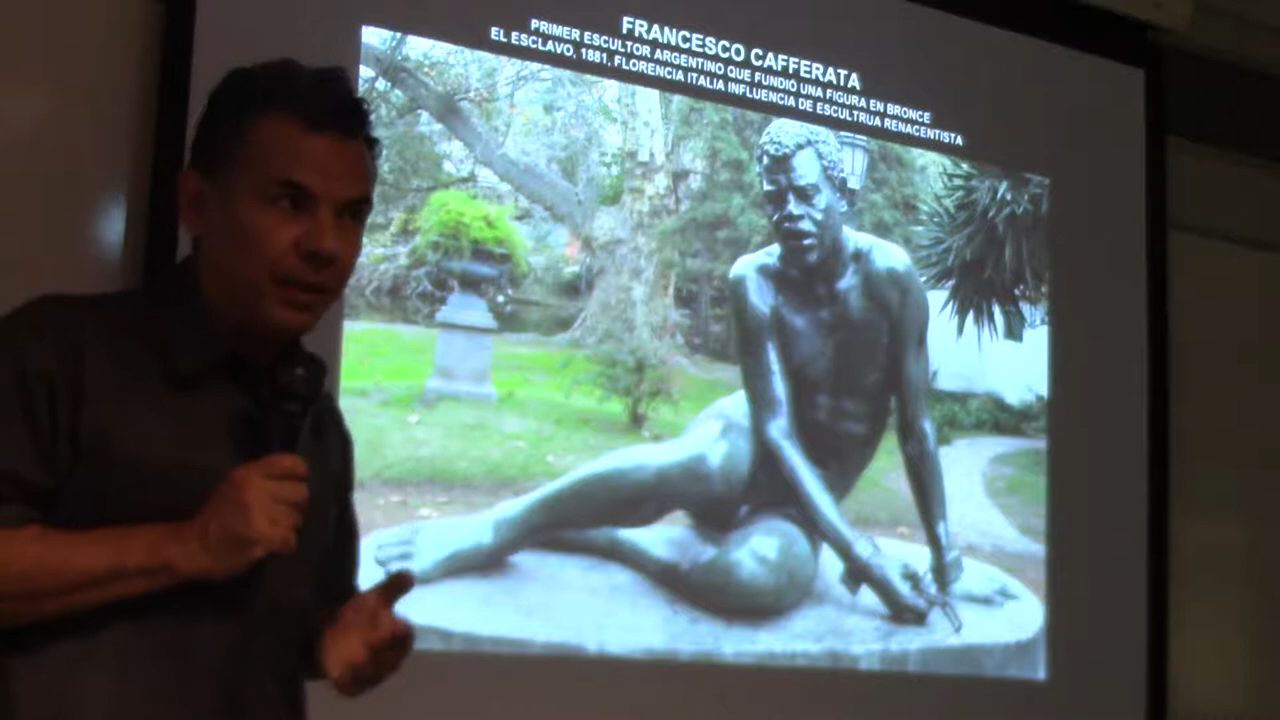 FRANCESCO CAFFERATA
PRIMER ESCULTOR ARGENTINO QUE FUNDIÓ UNA FIGURA EN BRONCE
EL ESCLAVO, 1881, FLORENCIA ITALIA INFLUENCIA DE ESCULTRUA RENACENTISTA